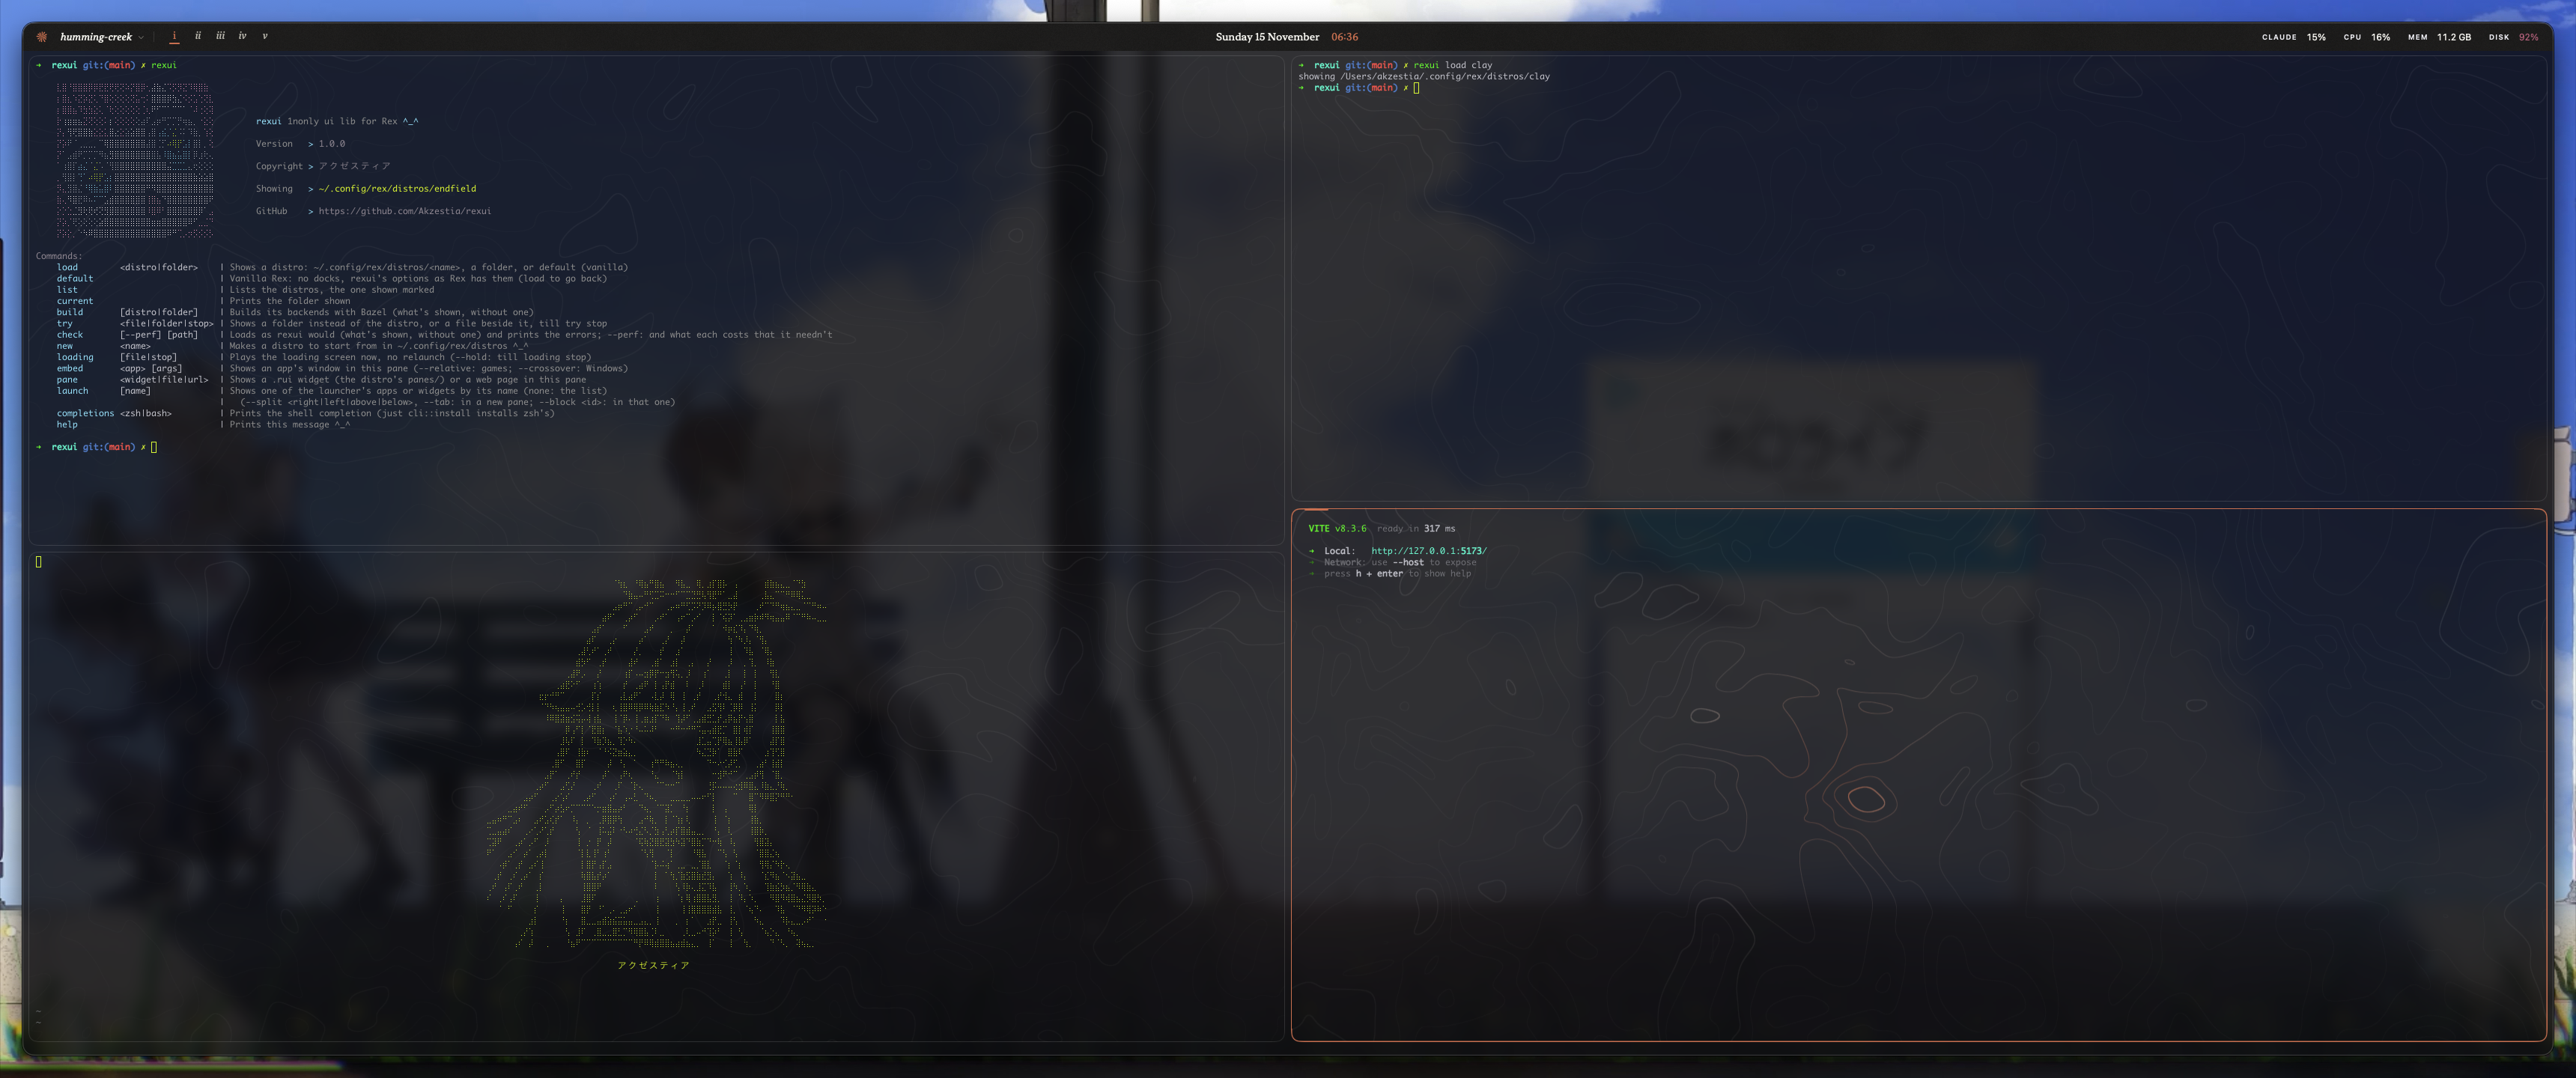 humming-creek i ii iii iv v
Sunday 15 November 06:36
CLAUDE 15% CPU 16% MEM 11.2 GB DISK 92%
➜ rexui git:(main) ✗ rexui
rexui 1nonly ui lib for Rex ^_^
Version > 1.0.0
Copyright > アクゼスティア
Showing > ~/.config/rex/distros/endfield
GitHub > https://github.com/Akzestia/rexui
Commands:
load <distro|folder> | Shows a distro: ~/.config/rex/distros/<name>, a folder, or default (vanilla)
default | Vanilla Rex: no docks, rexui's options as Rex has them (load to go back)
list | Lists the distros, the one shown marked
current | Prints the folder shown
build [distro|folder] | Builds its backends with Bazel (what's shown, without one)
try <file|folder|stop> | Shows a folder instead of the distro, or a file beside it, till try stop
check [--perf] [path] | Loads as rexui would (what's shown, without one) and prints the errors; --perf: and what each costs that it needn't
new <name> | Makes a distro to start from in ~/.config/rex/distros ^_^
loading [file|stop] | Plays the loading screen now, no relaunch (--hold: till loading stop)
embed <app> [args] | Shows an app's window in this pane (--relative: games; --crossover: Windows)
pane <widget|file|url> | Shows a .rui widget (the distro's panes/) or a web page in this pane
launch [name] | Shows one of the launcher's apps or widgets by its name (none: the list)
| (--split <right|left|above|below>, --tab: in a new pane; --block <id>: in that one)
completions <zsh|bash> | Prints the shell completion (just cli::install installs zsh's)
help | Prints this message ^_^
➜ rexui git:(main) ✗
アクゼスティア
~
~
➜ rexui git:(main) ✗ rexui load clay
showing /Users/akzestia/.config/rex/distros/clay
➜ rexui git:(main) ✗
VITE v8.3.6 ready in 317 ms
➜ Local: http://127.0.0.1:5173/
➜ Network: use --host to expose
➜ press h + enter to show help